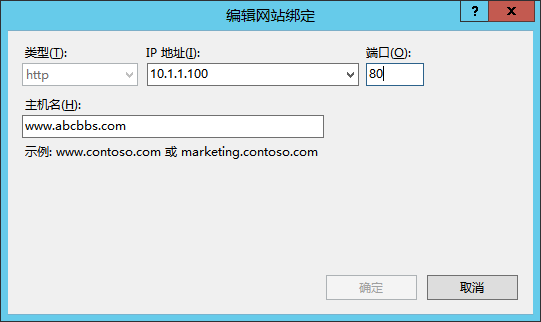 编辑网站绑定
? x
类型(T): IP 地址(I): 端口(O):
http 10.1.1.100 80
主机名(H):
www.abcbbs.com
示例: www.contoso.com 或 marketing.contoso.com
确定 取消